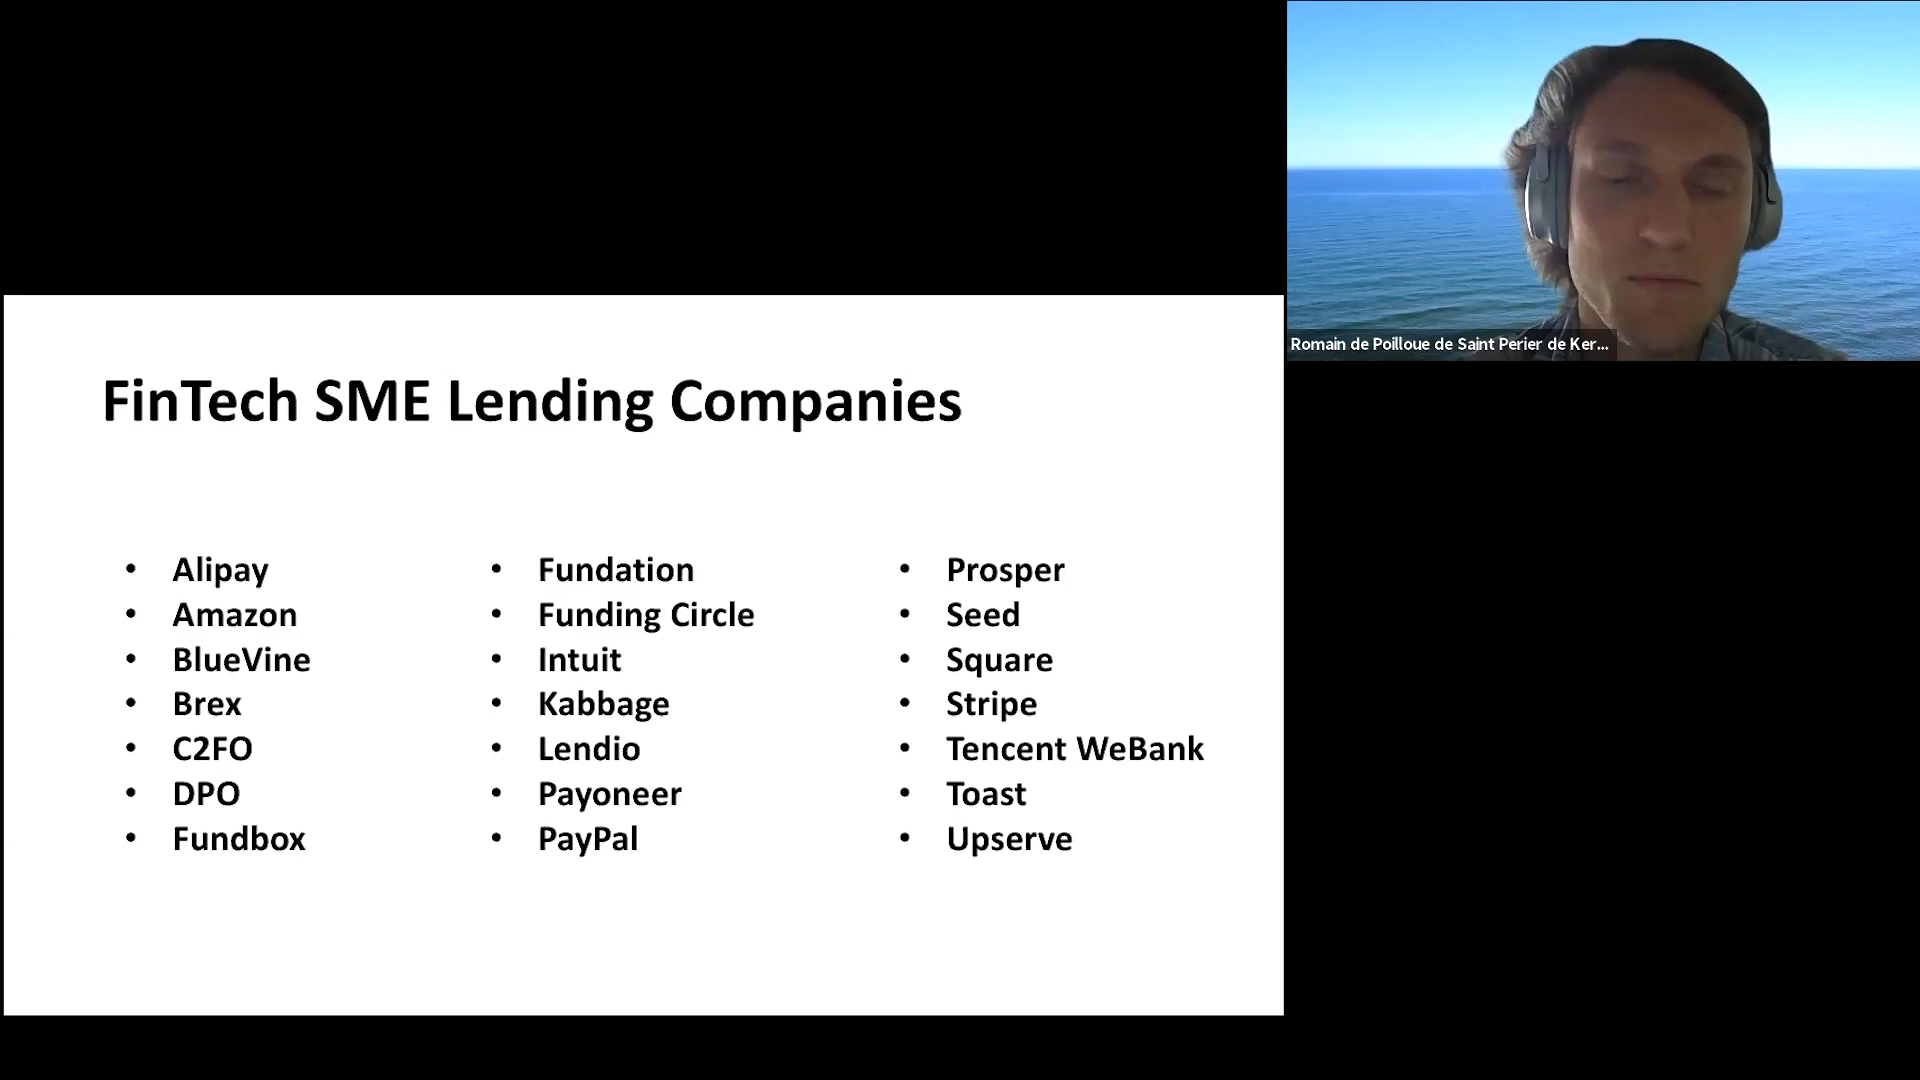 FinTech SME Lending Companies
• Alipay
• Amazon
• BlueVine
• Brex
• C2FO
• DPO
• Fundbox
• Fundation
• Funding Circle
• Intuit
• Kabbage
• Lendio
• Payoneer
• PayPal
• Prosper
• Seed
• Square
• Stripe
• Tencent WeBank
• Toast
• Upserve
Romain de Poilloue de Saint Perier de Ker...